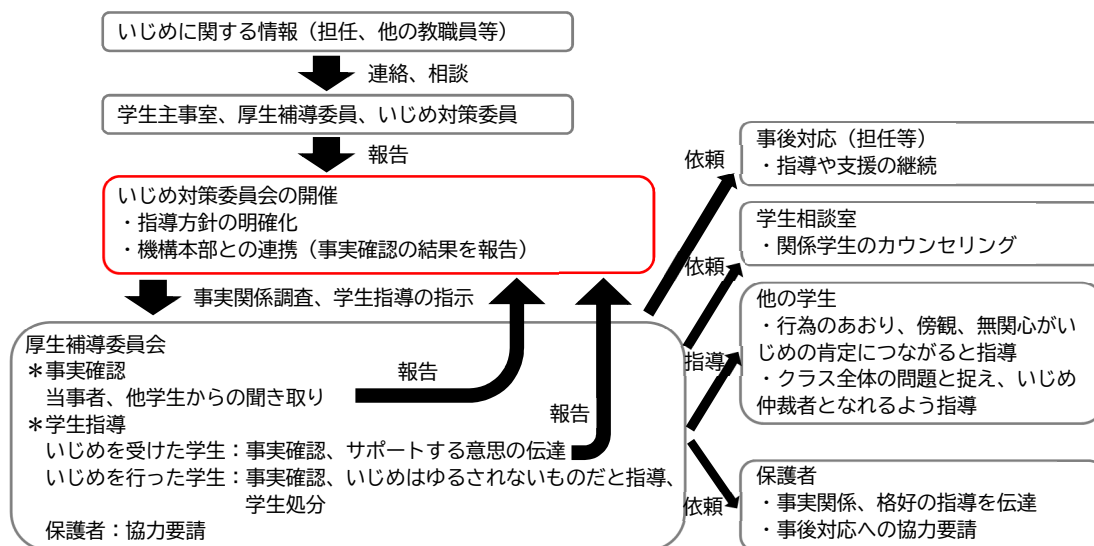 いじめに関する情報（担任、他の教職員等）
連絡、相談
学生主事室、厚生補導委員、いじめ対策委員
報告
いじめ対策委員会の開催
・指導方針の明確化
・機構本部との連携（事実確認の結果を報告）
事実関係調査、学生指導の指示
厚生補導委員会
＊事実確認
当事者、他学生からの聞き取り
報告
＊学生指導
報告
いじめを受けた学生：事実確認、サポートする意思の伝達
いじめを行った学生：事実確認、いじめはゆるされないものだと指導、
学生処分
保護者：協力要請
依頼
事後対応（担任等）
・指導や支援の継続
依頼
学生相談室
・関係学生のカウンセリング
指導
他の学生
・行為のあおり、傍観、無関心がい
じめの肯定につながると指導
・クラス全体の問題と捉え、いじめ
仲裁者となれるよう指導
依頼
保護者
・事実関係、格好の指導を伝達
・事後対応への協力要請